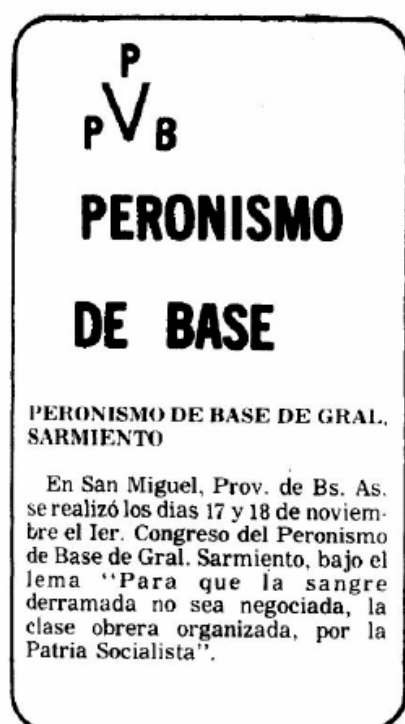 P
P V B
PERONISMO
DE BASE
PERONISMO DE BASE DE GRAL.
SARMIENTO
En San Miguel, Prov. de Bs. As.
se realizó los dias 17 y 18 de noviem-
bre el Ier. Congreso del Peronismo
de Base de Gral. Sarmiento, bajo el
lema "Para que la sangre
derramada no sea negociada, la
clase obrera organizada, por la
Patria Socialista".